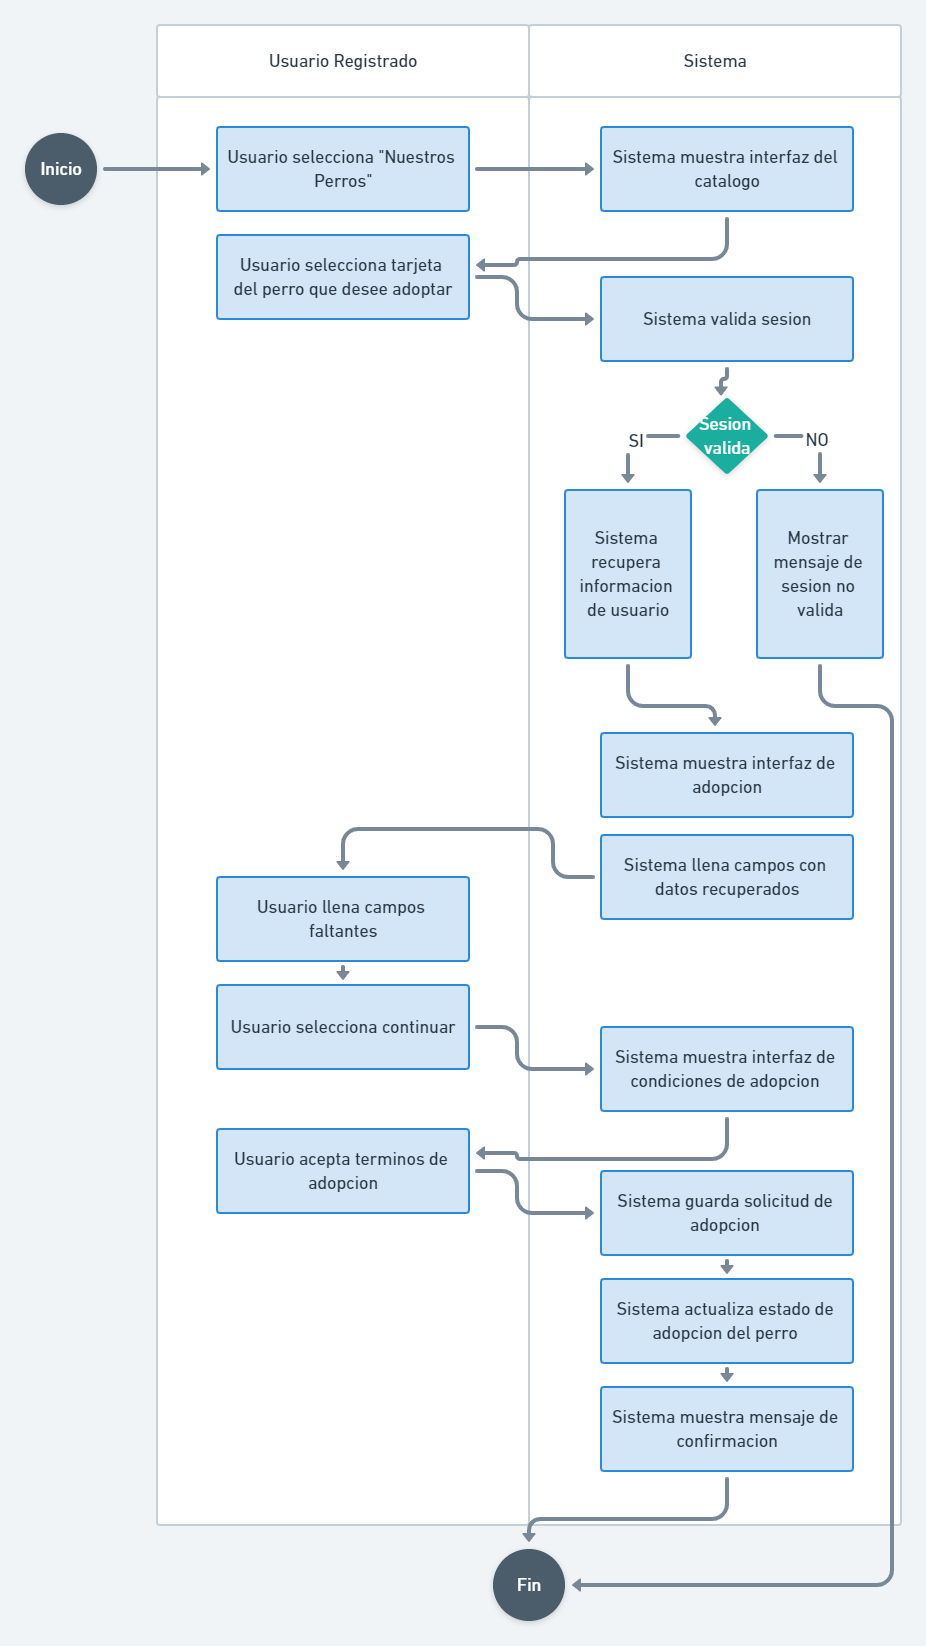 Usuario Registrado
Sistema
Inicio
Usuario selecciona "Nuestros
Perros"
Sistema muestra interfaz del
catalogo
Usuario selecciona tarjeta
del perro que desee adoptar
Sistema valida sesion
Sesion
valida
SI
NO
Sistema
recupera
informacion
de usuario
Mostrar
mensaje de
sesion no
valida
Sistema muestra interfaz de
adopcion
Sistema llena campos con
datos recuperados
Usuario llena campos
faltantes
Usuario selecciona continuar
Sistema muestra interfaz de
condiciones de adopcion
Usuario acepta terminos de
adopcion
Sistema guarda solicitud de
adopcion
Sistema actualiza estado de
adopcion del perro
Sistema muestra mensaje de
confirmacion
Fin